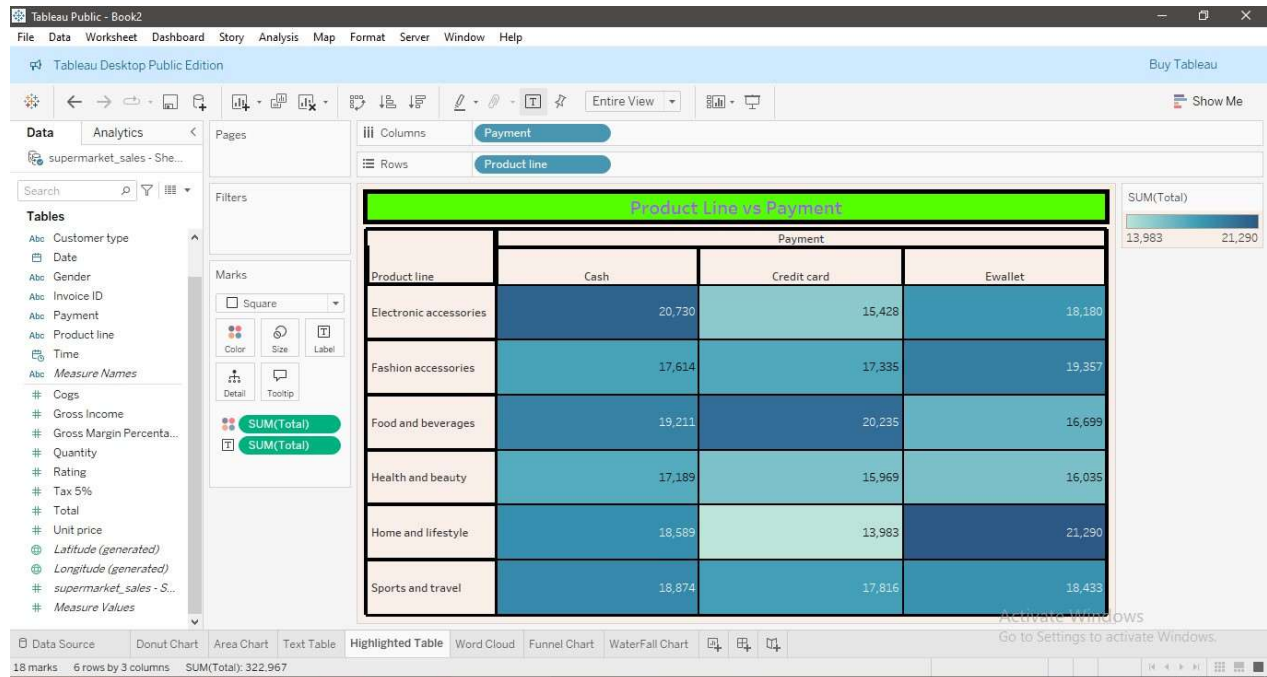 Tableau Public - Book2
File Data Worksheet Dashboard Story Analysis Map Format Server Window Help
Tableau Desktop Public Edition
Buy Tableau
Entire View
Show Me
Data Analytics
supermarket_sales - She...
Search
Tables
Abc Customer type
Date
Abc Gender
Abc Invoice ID
Abc Payment
Abc Product line
Time
Abc Measure Names
# Cogs
# Gross Income
# Gross Margin Percenta...
# Quantity
# Rating
# Tax 5%
# Total
# Unit price
Latitude (generated)
Longitude (generated)
# supermarket_sales - S...
# Measure Values
Pages
Filters
Marks
Square
Color Size Label
Detail Tooltip
SUM(Total)
T SUM(Total)
iii Columns Payment
Rows Product line
Product Line vs Payment
Payment
Product line Cash Credit card Ewallet
Electronic accessories 20,730 15,428 18,180
Fashion accessories 17,614 17,335 19,357
Food and beverages 19,211 20,235 16,699
Health and beauty 17,189 15,969 16,035
Home and lifestyle 18,589 13,983 21,290
Sports and travel 18,874 17,816 18,433
SUM(Total)
13,983 21,290
Activate Windows
Go to Settings to activate Windows.
Data Source Donut Chart Area Chart Text Table Highlighted Table Word Cloud Funnel Chart WaterFall Chart
18 marks 6 rows by 3 columns SUM(Total): 322,967